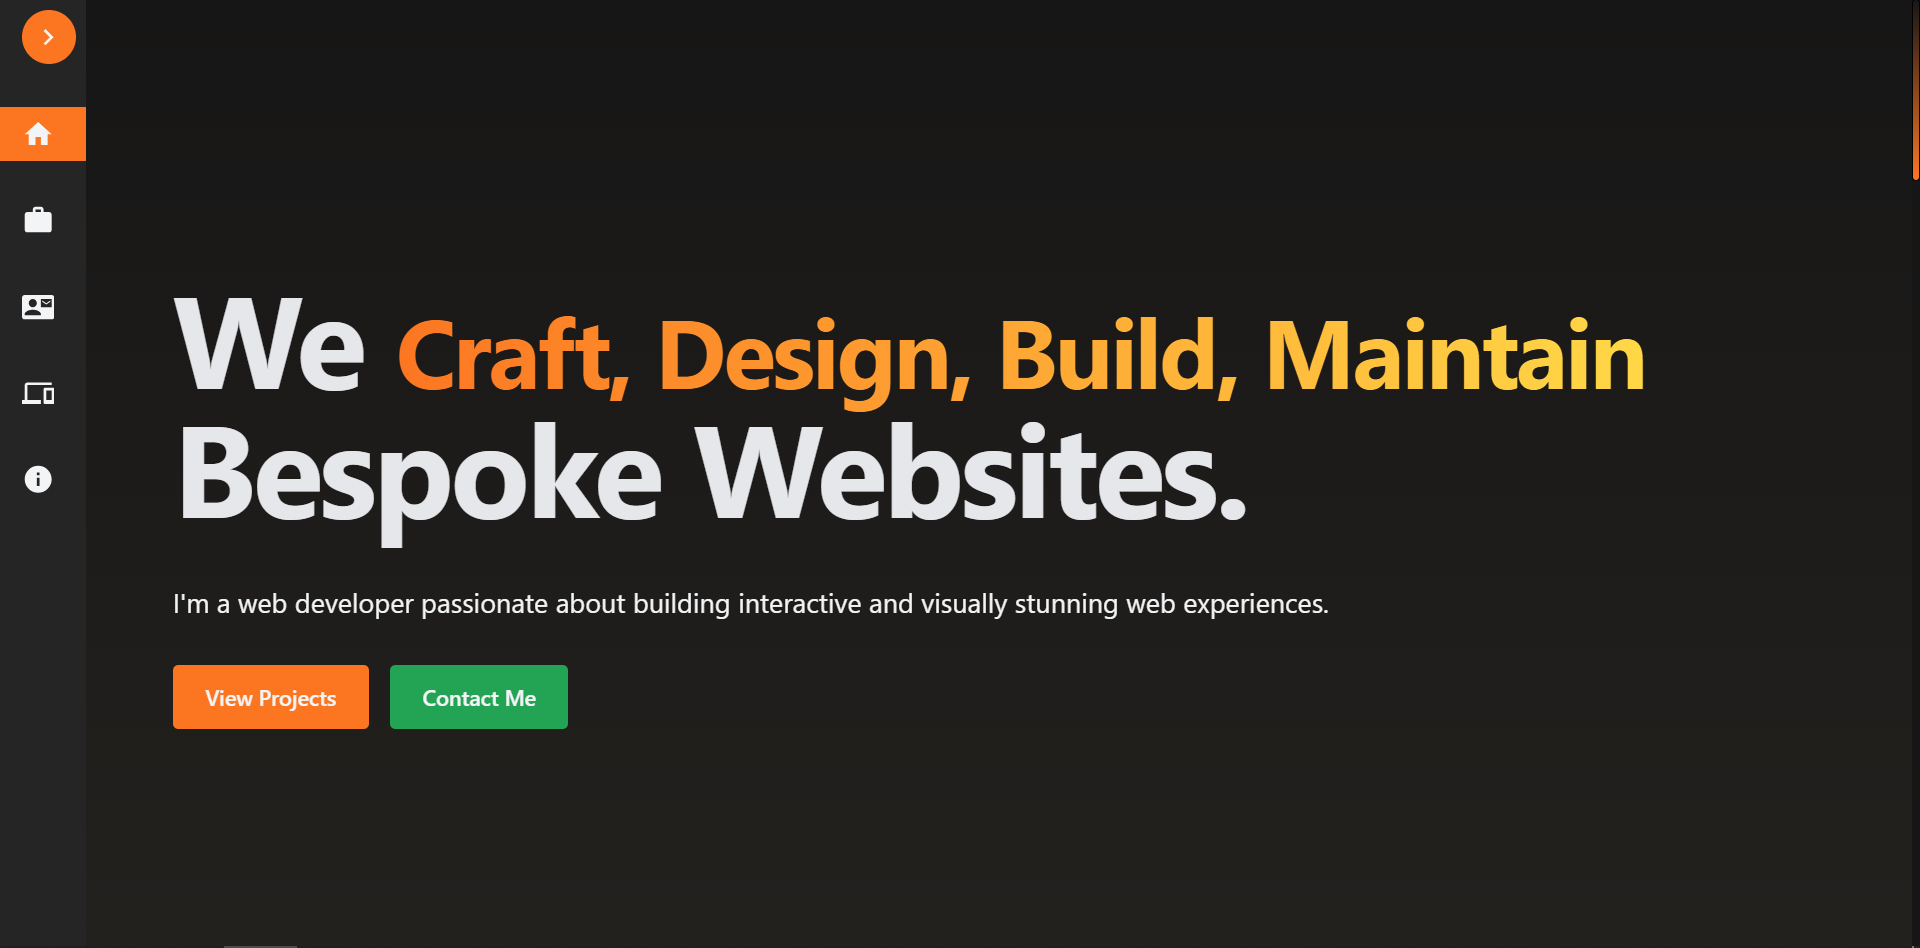 We Craft, Design, Build, Maintain
Bespoke Websites.
I'm a web developer passionate about building interactive and visually stunning web experiences.
View Projects
Contact Me